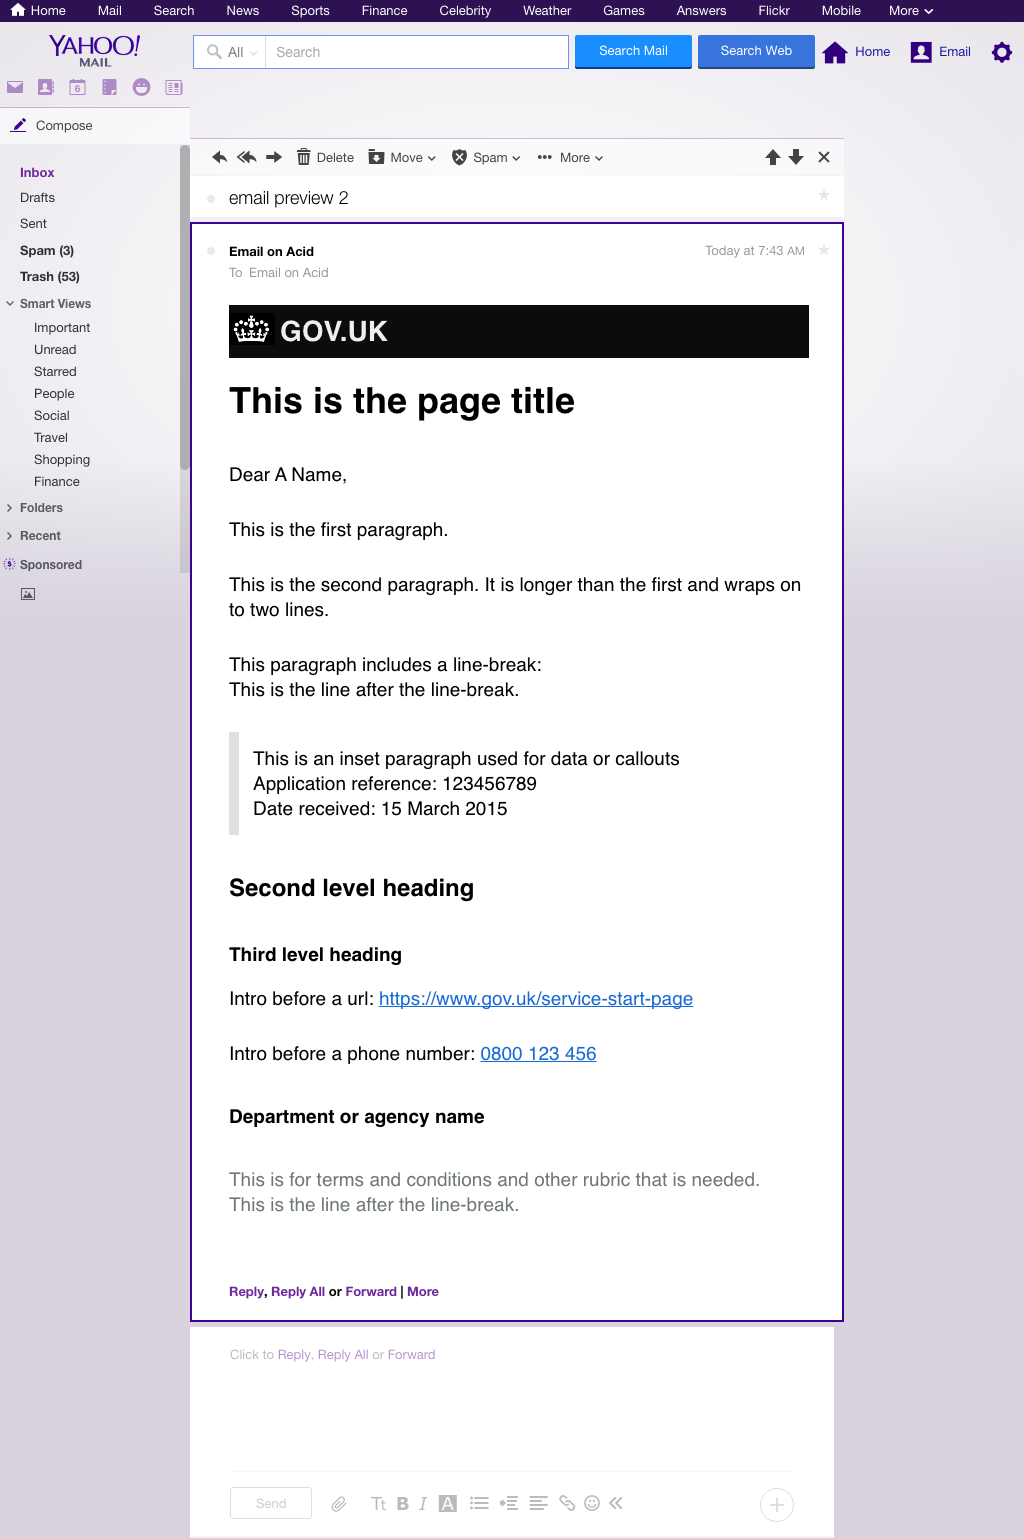 Home Mail Search News Sports Finance Celebrity Weather Games Answers Flickr Mobile More
YAHOO!
MAIL
All Search Search Mail Search Web Home Email
6
Compose
Inbox
Drafts
Sent
Spam (3)
Trash (53)
Smart Views
Important
Unread
Starred
People
Social
Travel
Shopping
Finance
Folders
Recent
Sponsored
Delete Move Spam ••• More
email preview 2
Email on Acid Today at 7:43 AM
To Email on Acid
GOV.UK
This is the page title
Dear A Name,
This is the first paragraph.
This is the second paragraph. It is longer than the first and wraps on
to two lines.
This paragraph includes a line-break:
This is the line after the line-break.
This is an inset paragraph used for data or callouts
Application reference: 123456789
Date received: 15 March 2015
Second level heading
Third level heading
Intro before a url: https://www.gov.uk/service-start-page
Intro before a phone number: 0800 123 456
Department or agency name
This is for terms and conditions and other rubric that is needed.
This is the line after the line-break.
Reply, Reply All or Forward | More
Click to Reply, Reply All or Forward
Send Tt B I A